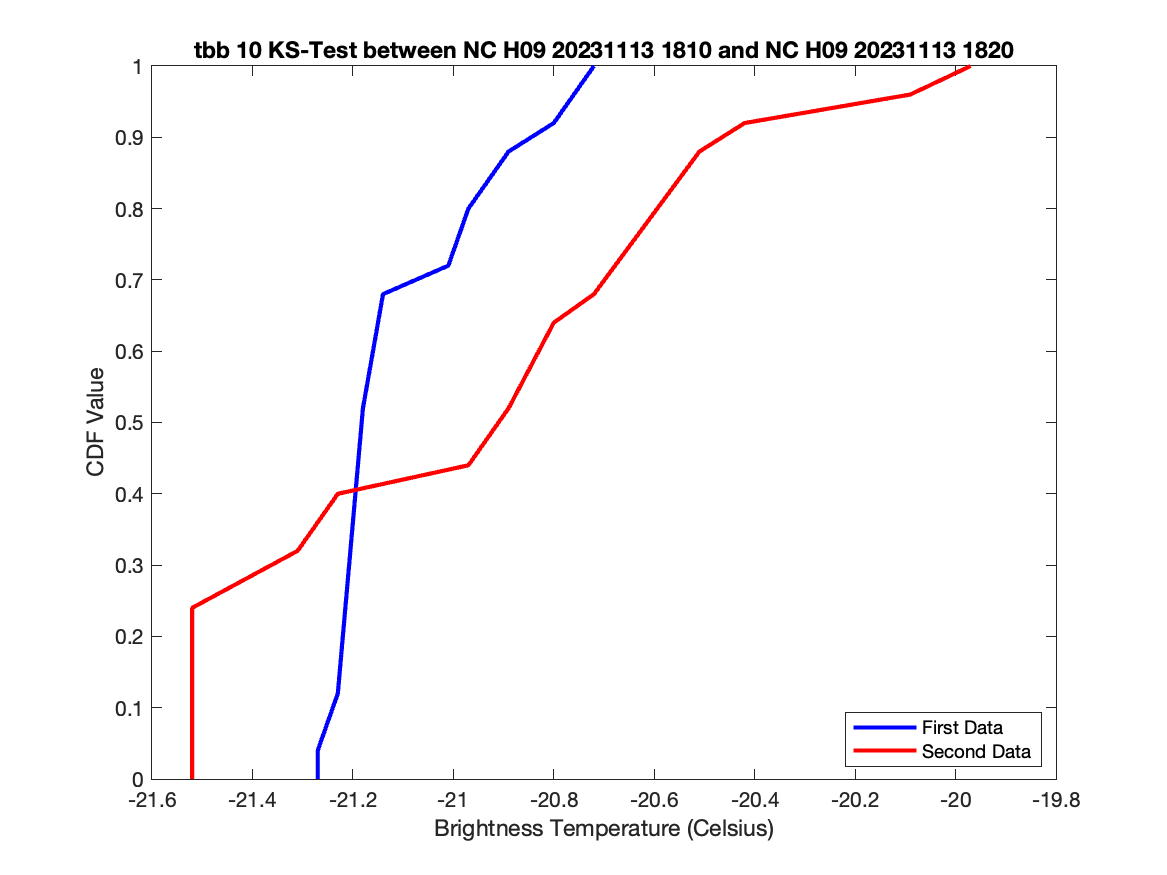 tbb 10 KS-Test between NC H09 20231113 1810 and NC H09 20231113 1820
1
0.9
0.8
0.7
0.6
0.5
0.4
0.3
0.2
0.1
0
CDF Value
First Data
Second Data
-21.6 -21.4 -21.2 -21 -20.8 -20.6 -20.4 -20.2 -20 -19.8
Brightness Temperature (Celsius)